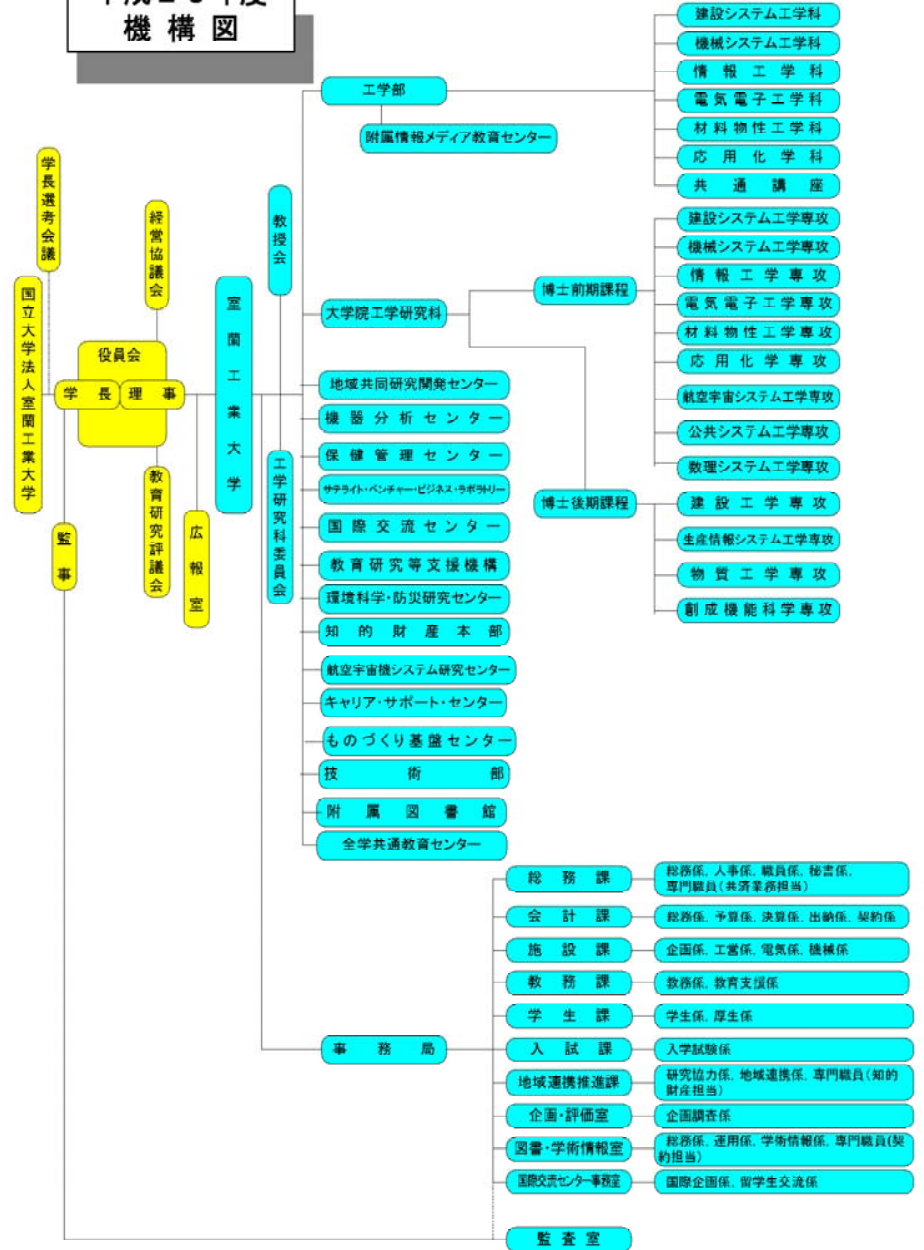 機構図
工学部
附属情報メディア教育センター
建設システム工学科
機械システム工学科
情報工学科
電気電子工学科
材料物性工学科
応用化学科
共通講座
学長選考会議
経営協議会
教授会
国立大学法人室蘭工業大学
役員会
学長
理事
室蘭工業大学
監事
教育研究評議会
広報室
工学研究科委員会
大学院工学研究科
博士前期課程
建設システム工学専攻
機械システム工学専攻
情報工学専攻
電気電子工学専攻
材料物性工学専攻
応用化学専攻
航空宇宙システム工学専攻
公共システム工学専攻
数理システム工学専攻
博士後期課程
建設工学専攻
生産情報システム工学専攻
物質工学専攻
創成機能科学専攻
地域共同研究開発センター
機器分析センター
保健管理センター
サテライト・ベンチャー・ビジネス・ラボラトリー
国際交流センター
教育研究等支援機構
環境科学・防災研究センター
知的財産本部
航空宇宙機システム研究センター
キャリア・サポート・センター
ものづくり基盤センター
技術部
附属図書館
全学共通教育センター
事務局
総務課
総務係, 人事係, 職員係, 秘書係,
専門職員(共済業務担当)
会計課
総務係, 予算係, 決算係, 出納係, 契約係
施設課
企画係, 工営係, 電気係, 機械係
教務課
教務係, 教育支援係
学生課
学生係, 厚生係
入試課
入学試験係
地域連携推進課
研究協力係, 地域連携係, 専門職員(知的
財産担当)
企画・評価室
企画調査係
図書・学術情報室
総務係, 運用係, 学術情報係, 専門職員(契
約担当)
国際交流センター事務室
国際企画係, 留学生交流係
監査室